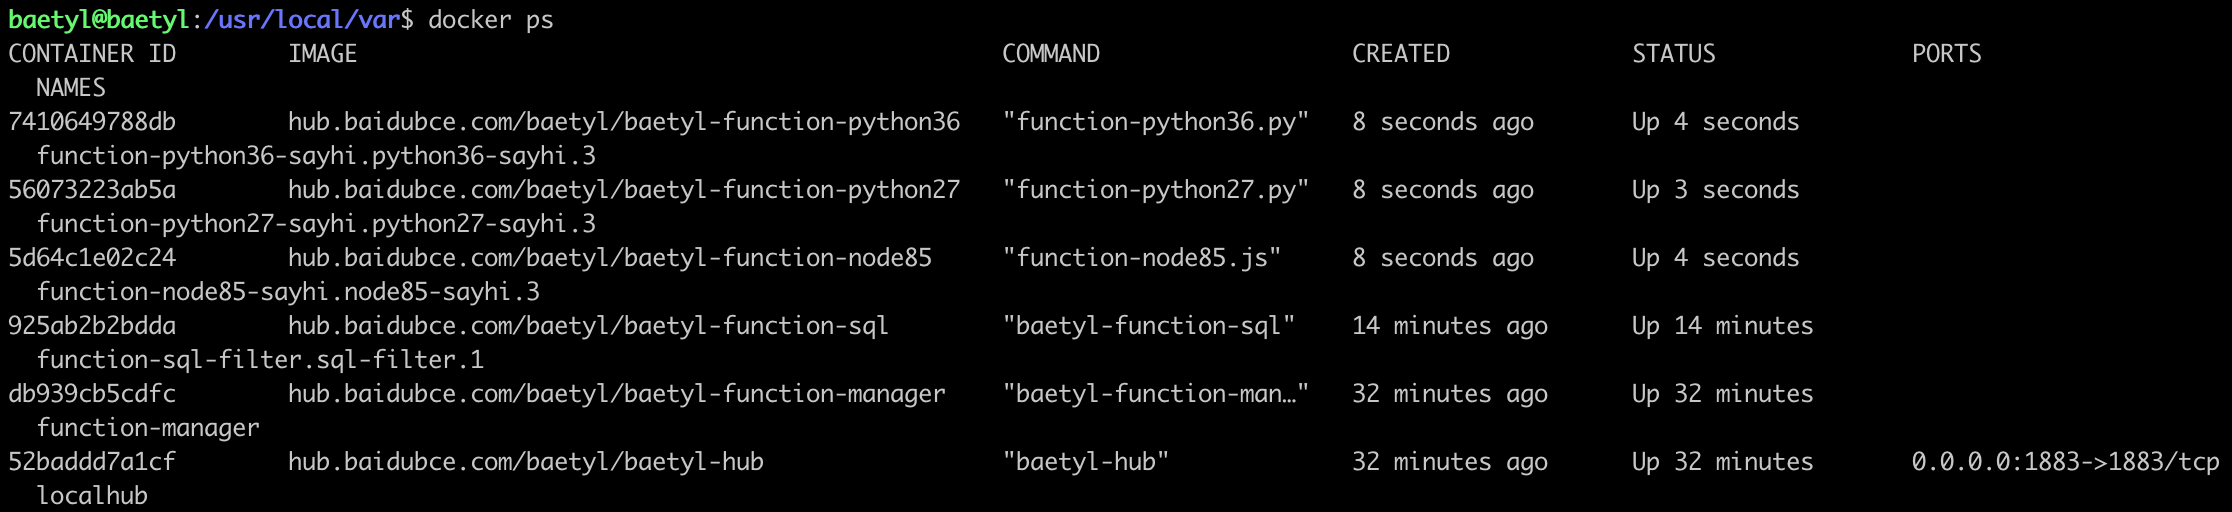 baetyl@baetyl:/usr/local/var$ docker ps
CONTAINER ID        IMAGE                                              COMMAND                  CREATED             STATUS              PORTS
  NAMES
7410649788db        hub.baidubce.com/baetyl/baetyl-function-python36   "function-python36.py"   8 seconds ago       Up 4 seconds
  function-python36-sayhi.python36-sayhi.3
56073223ab5a        hub.baidubce.com/baetyl/baetyl-function-python27   "function-python27.py"   8 seconds ago       Up 3 seconds
  function-python27-sayhi.python27-sayhi.3
5d64c1e02c24        hub.baidubce.com/baetyl/baetyl-function-node85     "function-node85.js"     8 seconds ago       Up 4 seconds
  function-node85-sayhi.node85-sayhi.3
925ab2b2bdda        hub.baidubce.com/baetyl/baetyl-function-sql        "baetyl-function-sql"    14 minutes ago      Up 14 minutes
  function-sql-filter.sql-filter.1
db939cb5cdfc        hub.baidubce.com/baetyl/baetyl-function-manager    "baetyl-function-man…"   32 minutes ago      Up 32 minutes
  function-manager
52baddd7a1cf        hub.baidubce.com/baetyl/baetyl-hub                 "baetyl-hub"             32 minutes ago      Up 32 minutes       0.0.0.0:1883->1883/tcp
  localhub